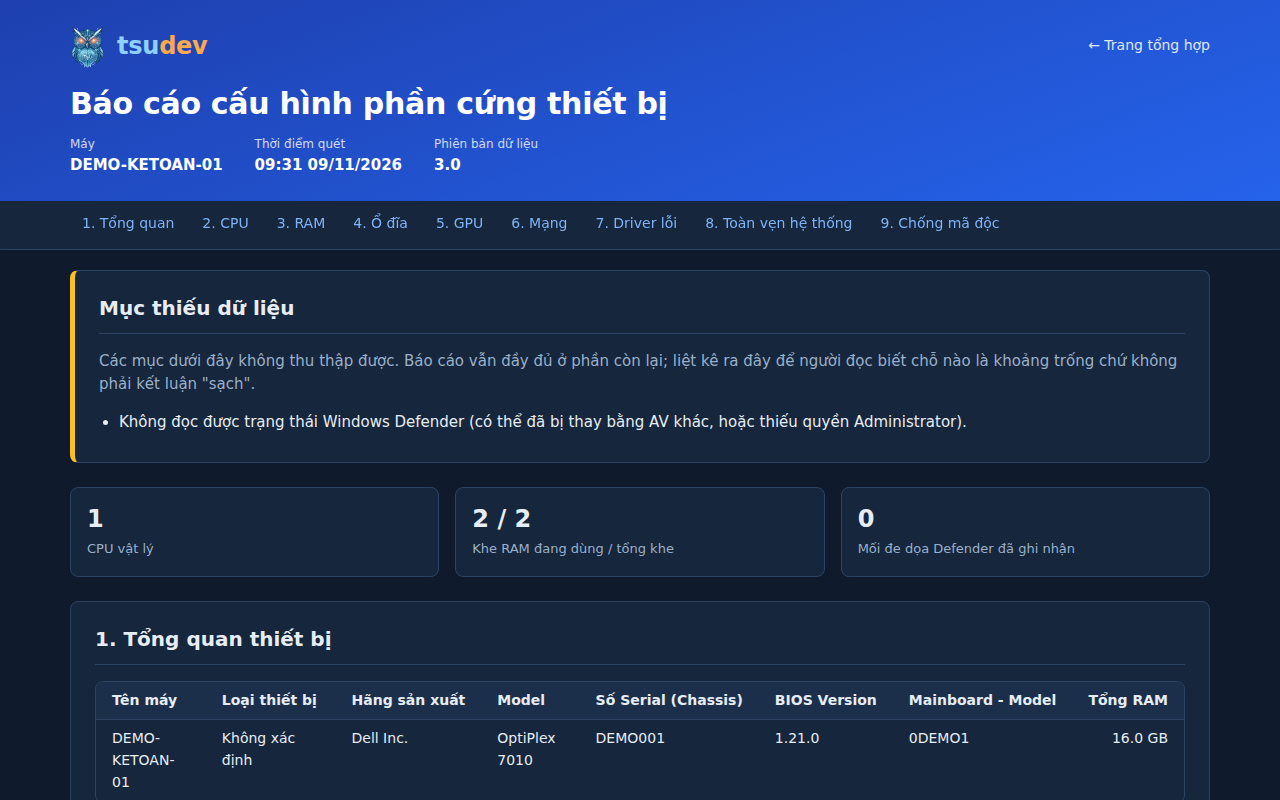 tsudev
← Trang tổng hợp
Báo cáo cấu hình phần cứng thiết bị
Máy
DEMO-KETOAN-01
Thời điểm quét
09:31 09/11/2026
Phiên bản dữ liệu
3.0
1. Tổng quan 2. CPU 3. RAM 4. Ổ đĩa 5. GPU 6. Mạng 7. Driver lỗi 8. Toàn vẹn hệ thống 9. Chống mã độc
Mục thiếu dữ liệu
Các mục dưới đây không thu thập được. Báo cáo vẫn đầy đủ ở phần còn lại; liệt kê ra đây để người đọc biết chỗ nào là khoảng trống chứ không
phải kết luận "sạch".
• Không đọc được trạng thái Windows Defender (có thể đã bị thay bằng AV khác, hoặc thiếu quyền Administrator).
1
CPU vật lý
2 / 2
Khe RAM đang dùng / tổng khe
0
Mối đe dọa Defender đã ghi nhận
1. Tổng quan thiết bị
Tên máy Loại thiết bị Hãng sản xuất Model Số Serial (Chassis) BIOS Version Mainboard - Model Tổng RAM
DEMO- Không xác Dell Inc. OptiPlex DEMO001 1.21.0 0DEMO1 16.0 GB
KETOAN- định 7010
01